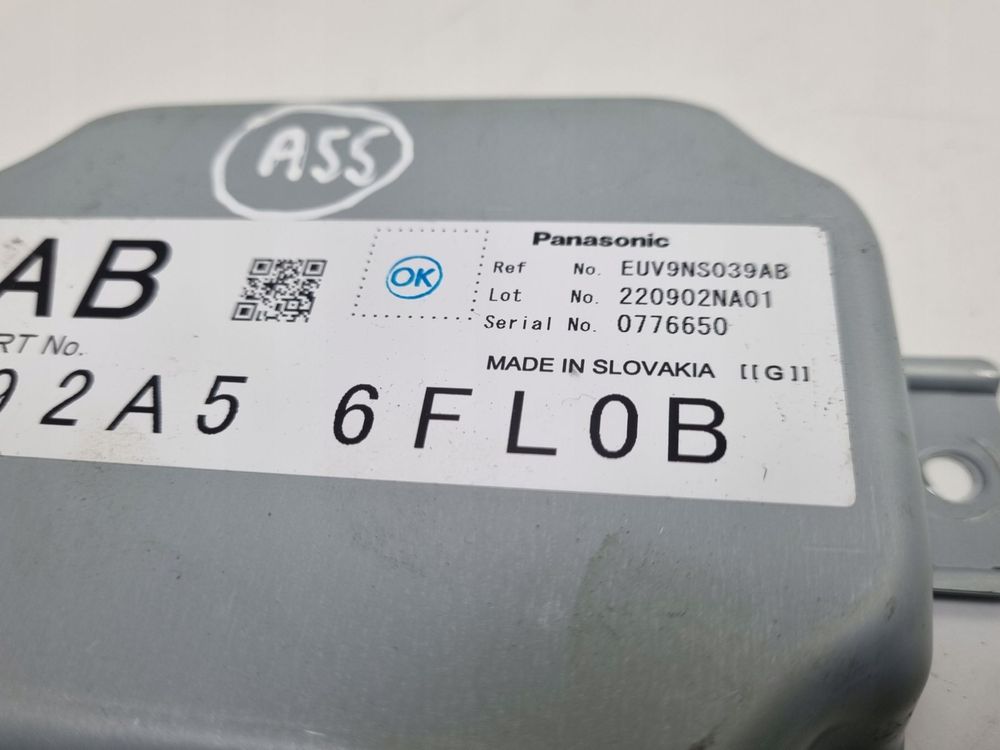 A55
AB
OK
Panasonic
Ref No. EUV9NS039AB
Lot No. 220902NA01
Serial No. 0776650
RT No.
MADE IN SLOVAKIA [[G]]
92A5 6FL0B